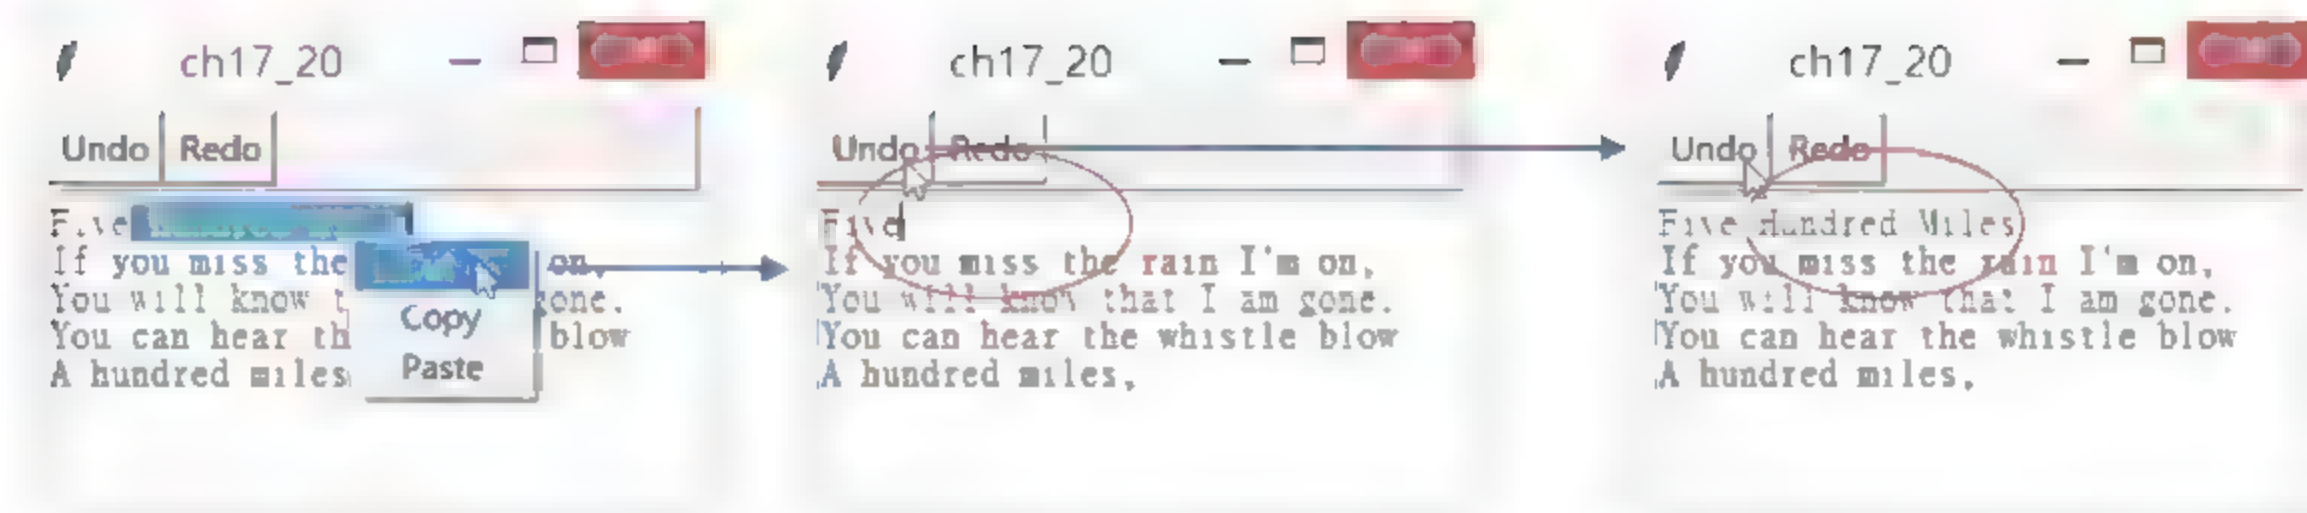 ch17_20
Undo Redo
Five
If you miss the on,
You will know gone.
Copy
You can hear th blow
Paste
A hundred miles
ch17_20
Undo Redo
Five
If you miss the rain I'm on,
You will know that I am gone.
You can hear the whistle blow
A hundred miles,
ch17_20
Undo Redo
Five Hundred Miles
If you miss the rain I'm on,
You will know that I am gone.
You can hear the whistle blow
A hundred miles,